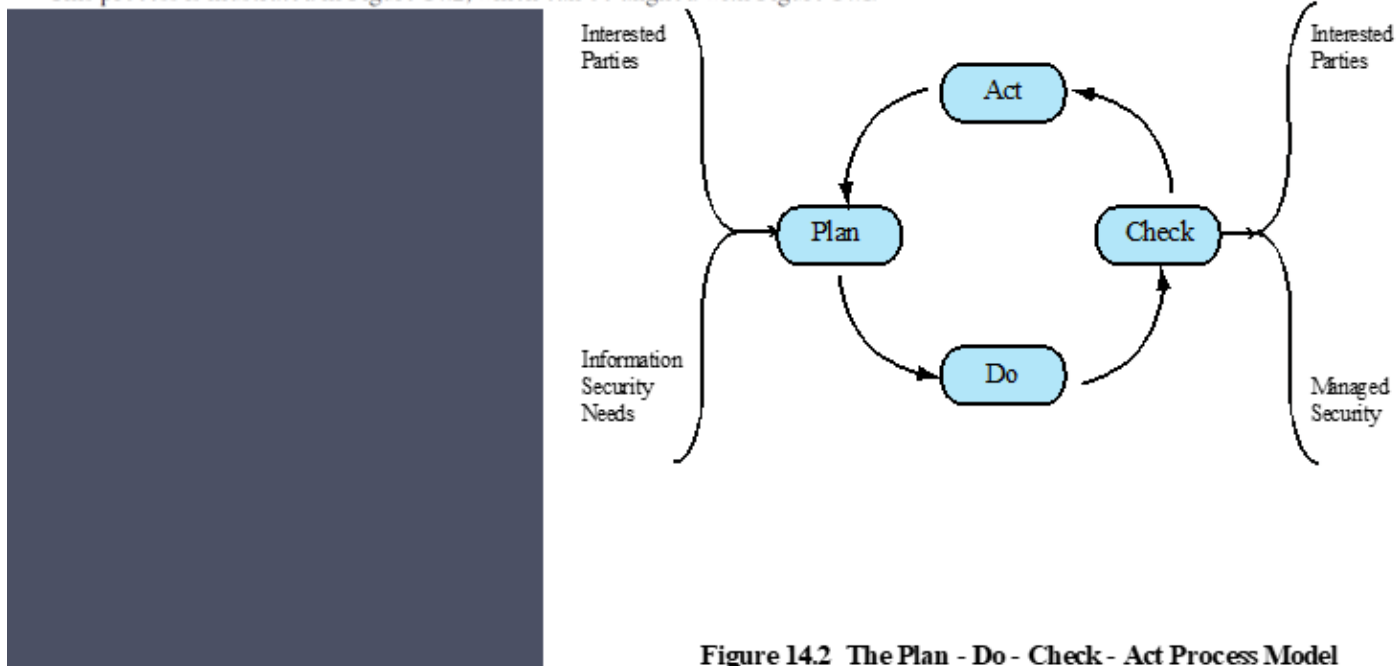 Interested
Parties
Interested
Parties
Act
Plan
Check
Do
Information
Security
Needs
Managed
Security
Figure 14.2 The Plan - Do - Check - Act Process Model